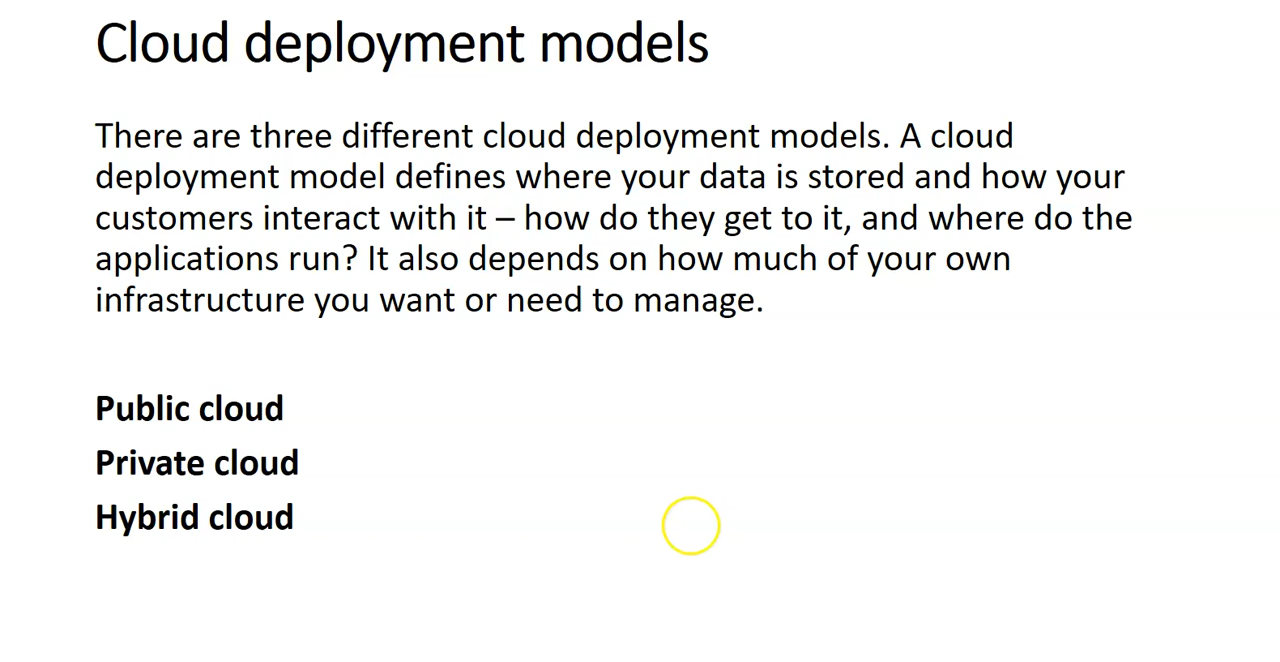 Cloud deployment models
There are three different cloud deployment models. A cloud
deployment model defines where your data is stored and how your
customers interact with it – how do they get to it, and where do the
applications run? It also depends on how much of your own
infrastructure you want or need to manage.
Public cloud
Private cloud
Hybrid cloud